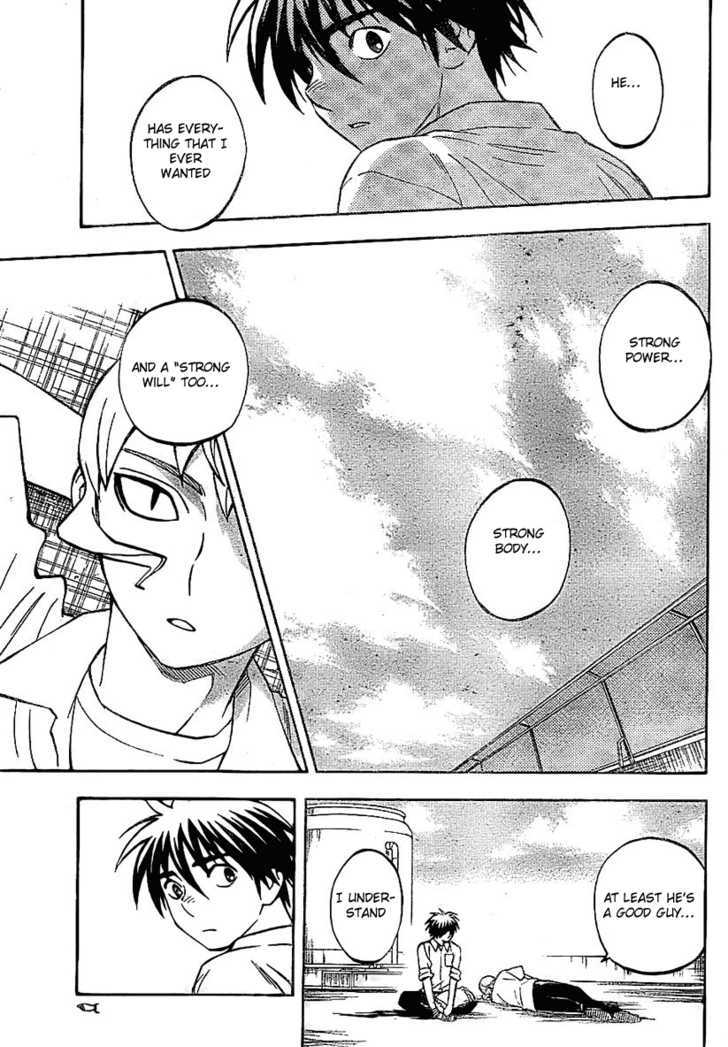 HE...
HAS EVERY-
THING THAT I
EVER
WANTED
STRONG
POWER...
STRONG
BODY...
AND A "STRONG
WILL" TOO...
AT LEAST HE'S
A GOOD GUY...
I UNDER-
STAND